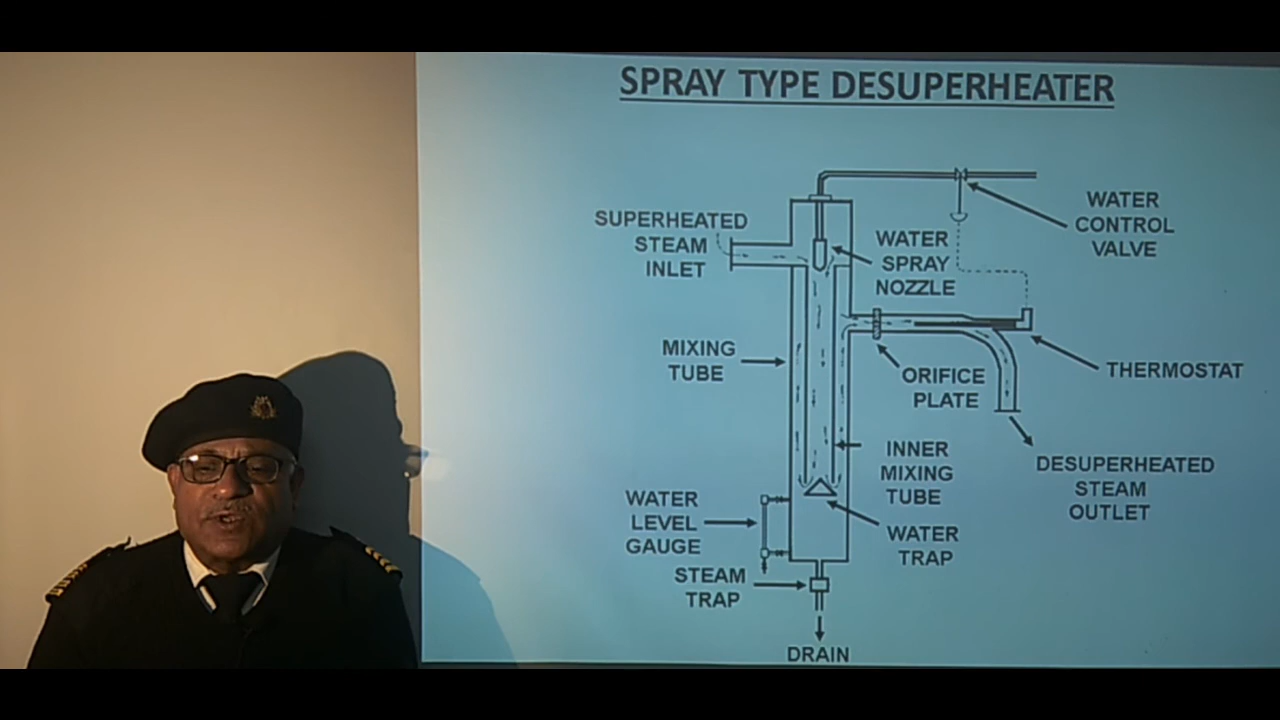 SPRAY TYPE DESUPERHEATER
SUPERHEATED
STEAM
INLET
WATER
CONTROL
VALVE
WATER
SPRAY
NOZZLE
MIXING
TUBE
ORIFICE
PLATE
THERMOSTAT
INNER
MIXING
TUBE
DESUPERHEATED
STEAM
OUTLET
WATER
LEVEL
GAUGE
WATER
TRAP
STEAM
TRAP
DRAIN